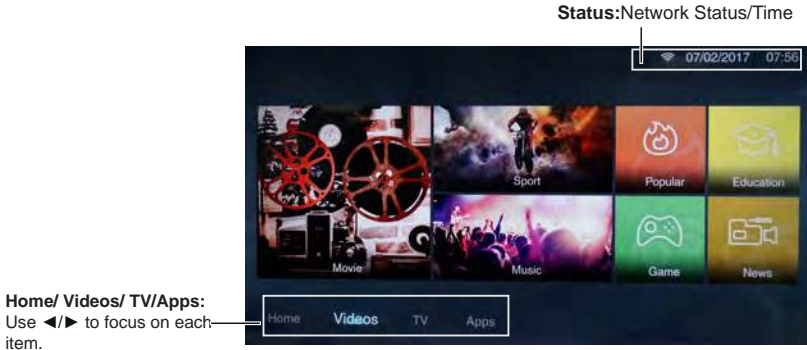 Status:Network Status/Time
07/02/2017 07:56
Sport
Popular
Education
Movie
Music
Game
News
Home/ Videos/ TV/Apps:
Use ◄/► to focus on each
item.
Home Videos TV Apps